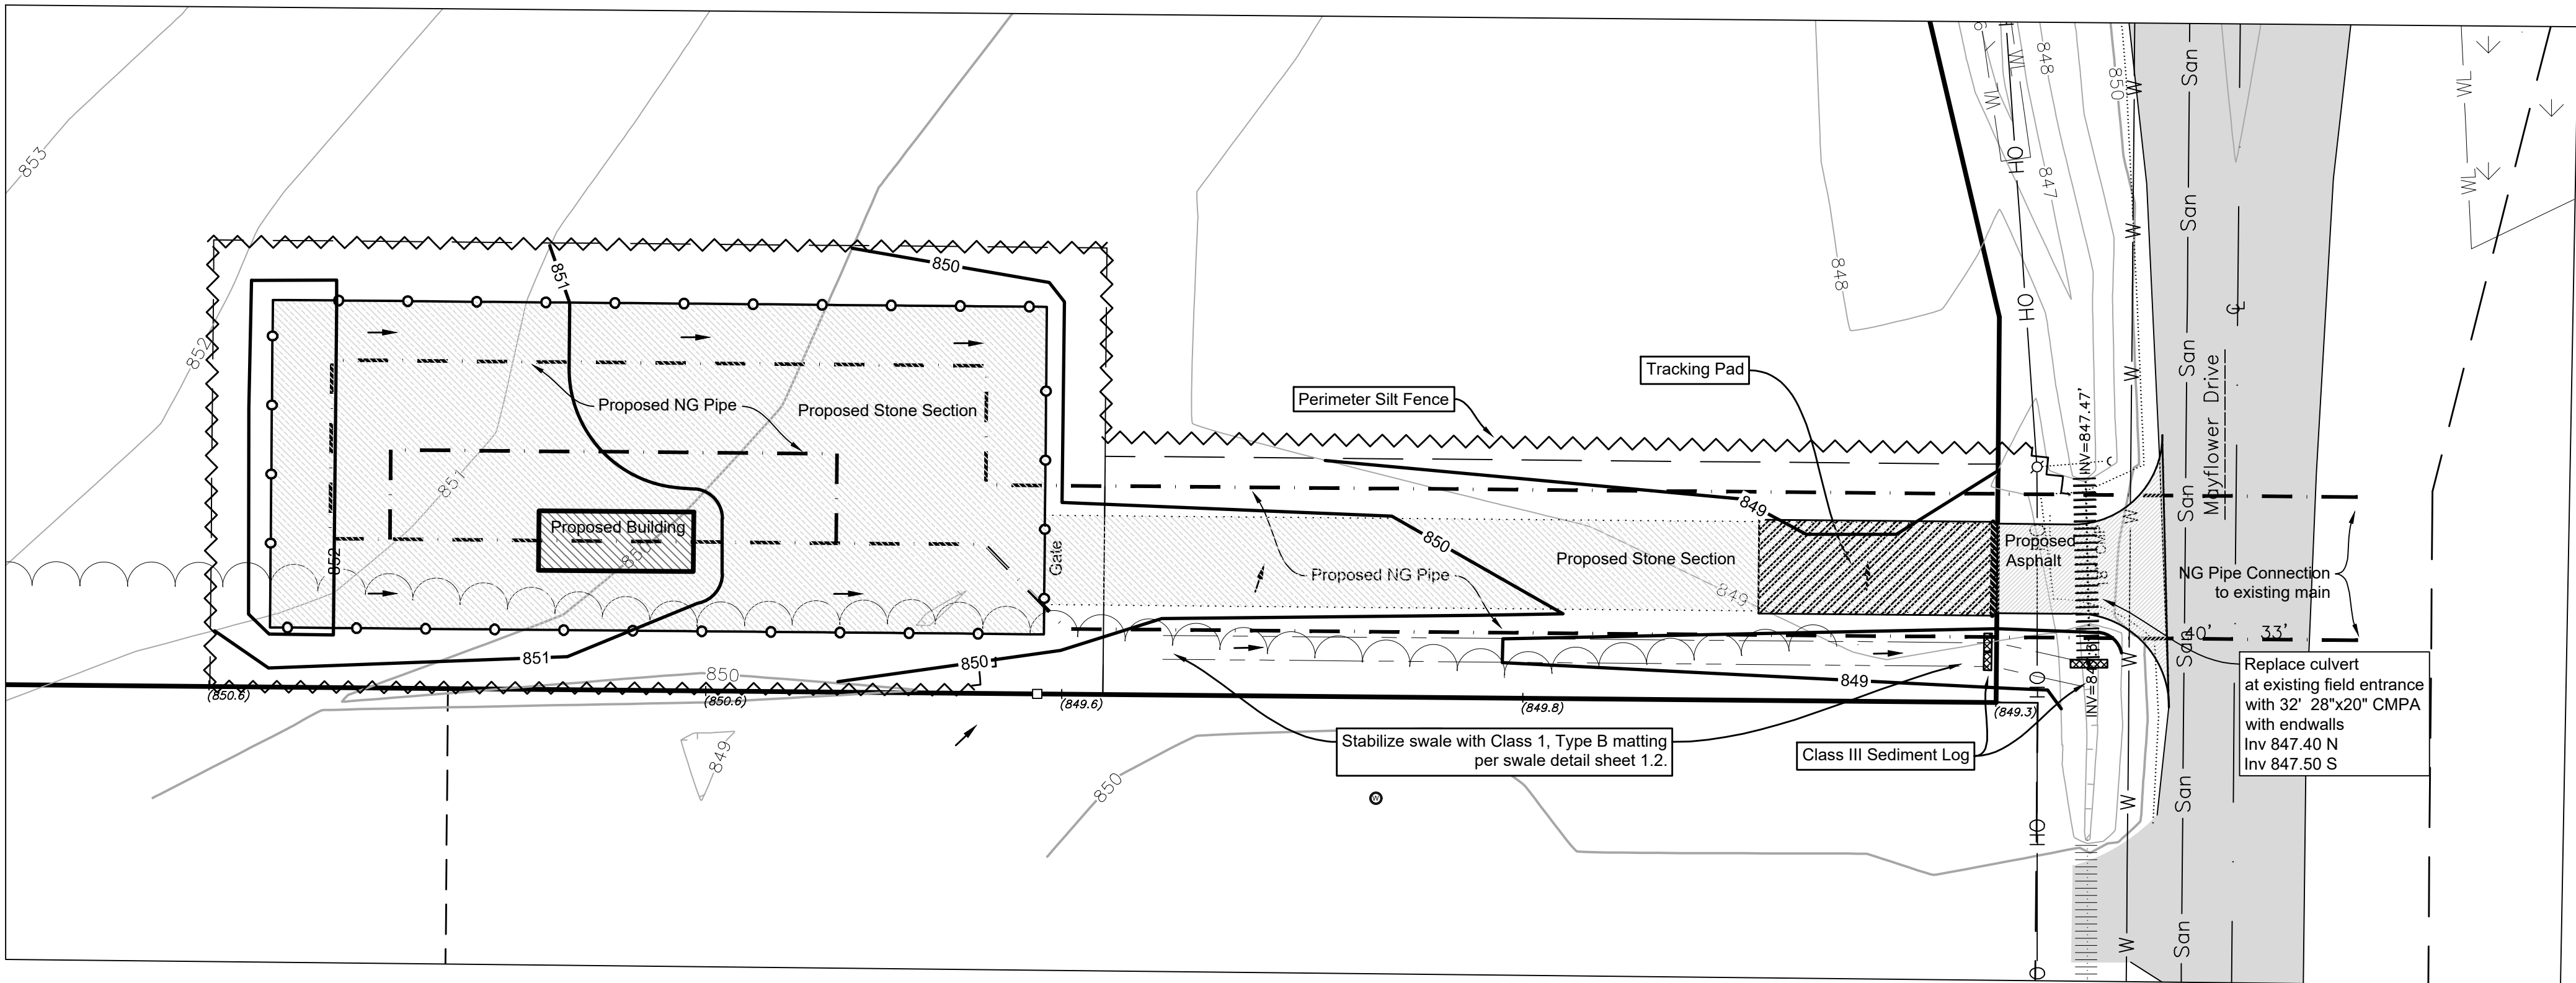 853
852
851
850
851
850
852
Proposed NG Pipe
Proposed Stone Section
Proposed Building
Gate
851
850
850
(850.6)
(850.6)
(849.6)
(849.8)
(849.3)
849
850
Perimeter Silt Fence
Tracking Pad
848
849
850
Proposed Stone Section
Proposed NG Pipe
849
849
Proposed
Asphalt
Stabilize swale with Class 1, Type B matting
per swale detail sheet 1.2.
Class III Sediment Log
W
WL
WL
W
848
847
850
OH
OH
OH
OH
INV=847.47'
W
W
W
W
W
W
W
San
San
San
San
San
San
San
Mayflower Drive
NG Pipe Connection
to existing main
40'
33'
Replace culvert
at existing field entrance
with 32' 28"x20" CMPA
with endwalls
Inv 847.40 N
Inv 847.50 S
WL
WL